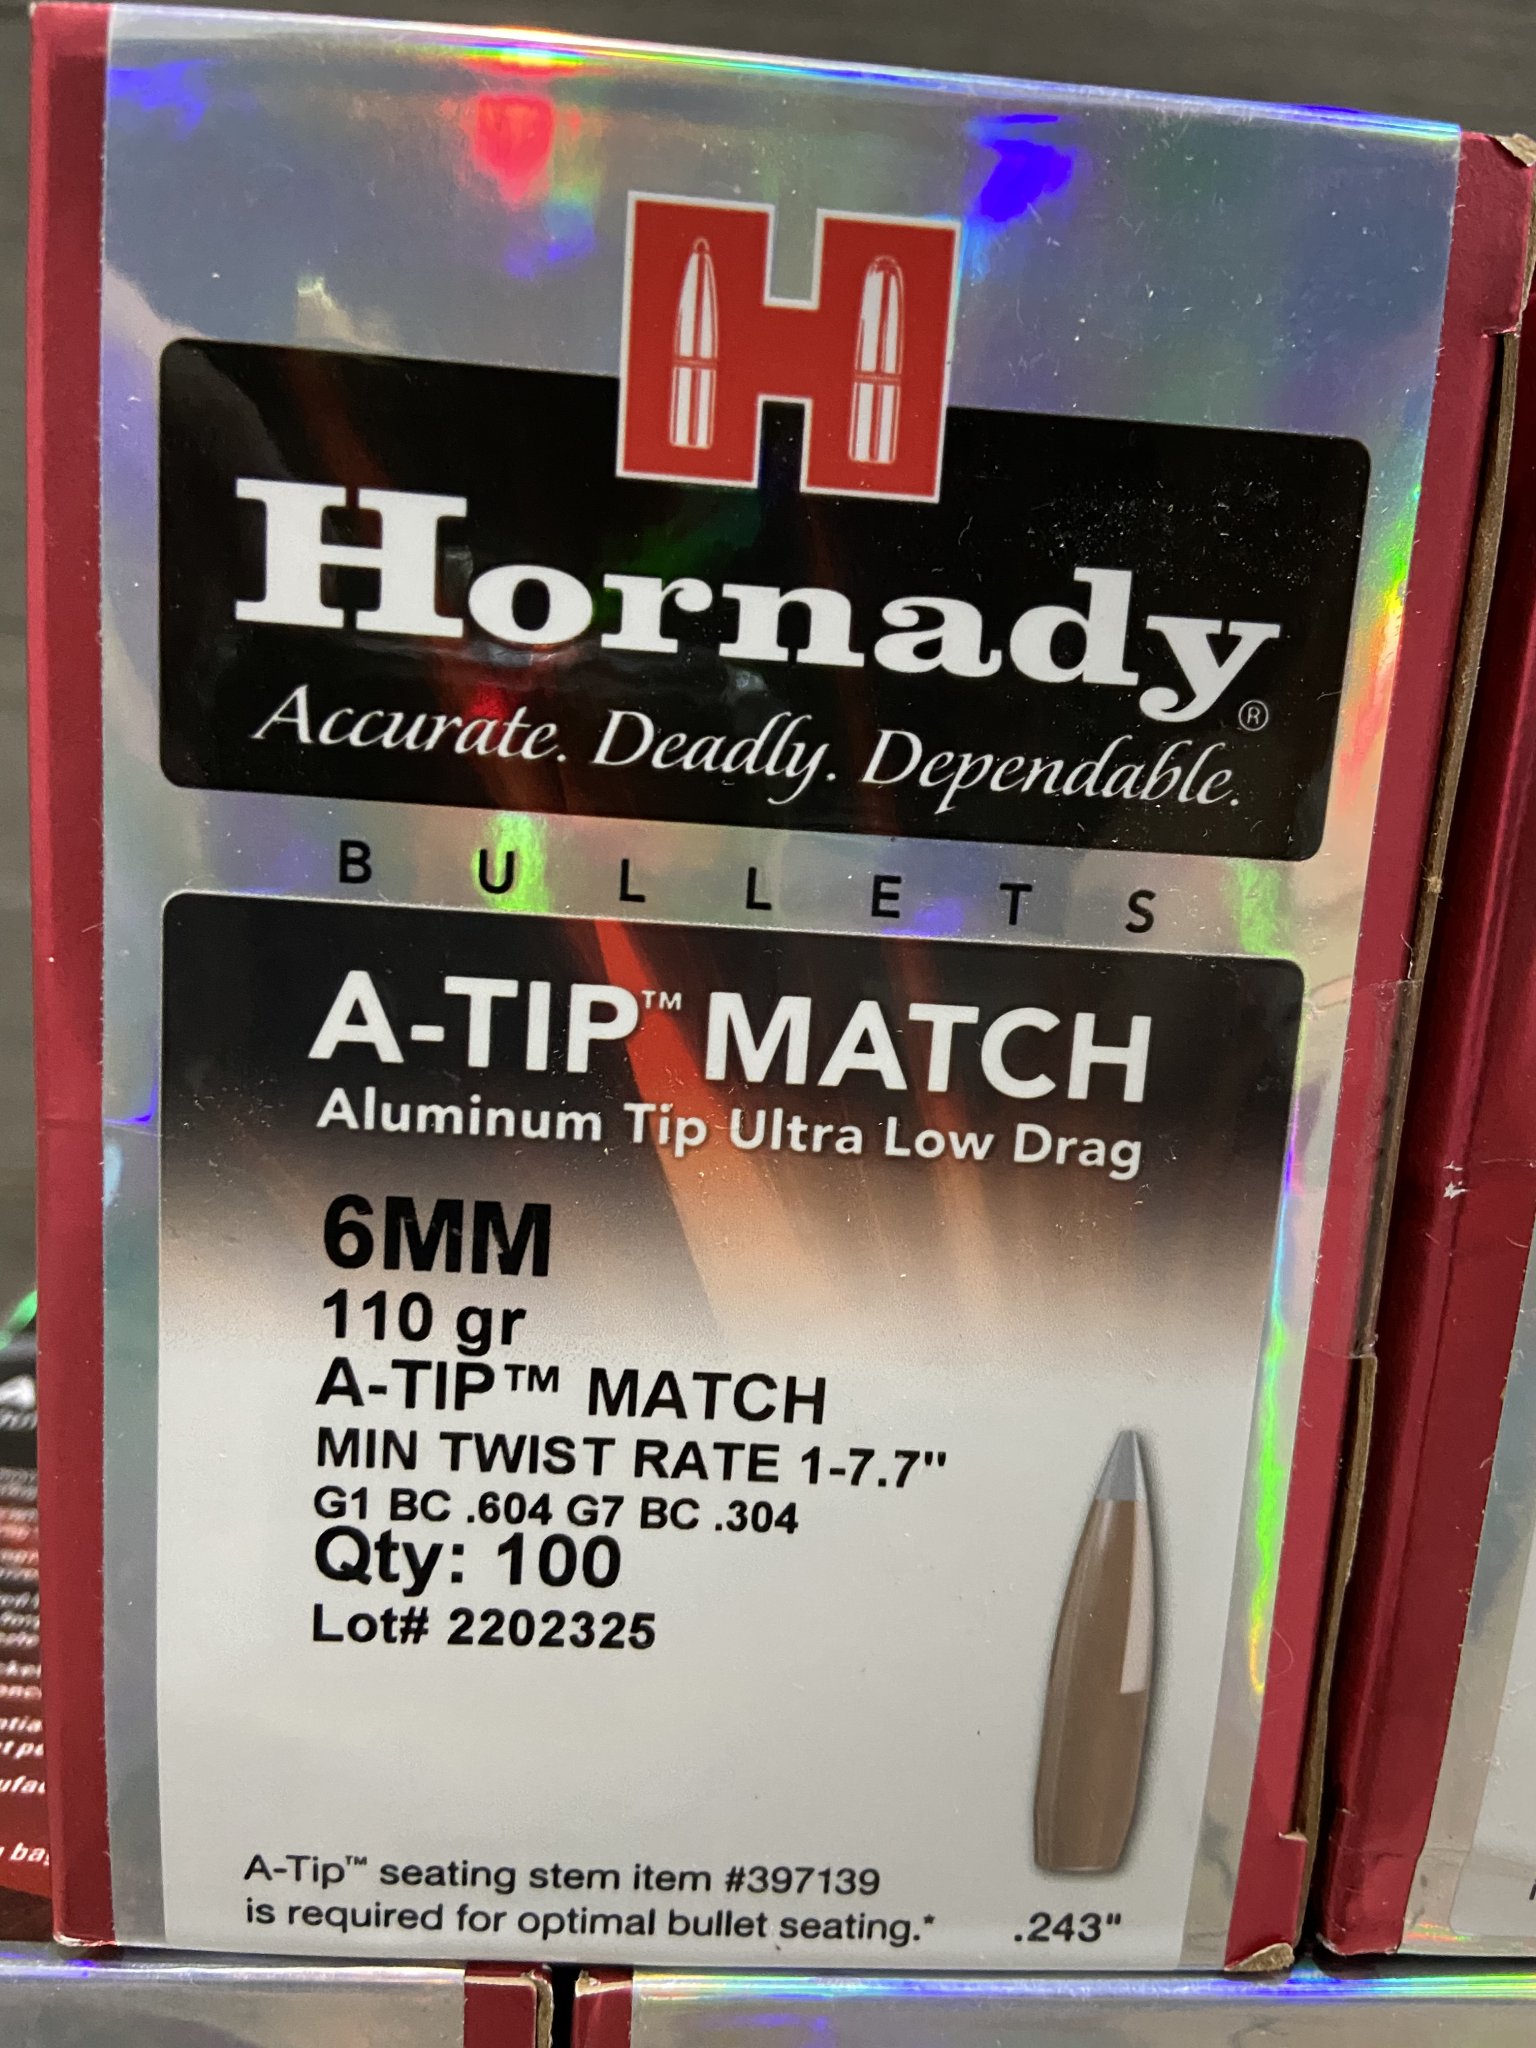 Hornady®
Accurate. Deadly. Dependable.
BULLETS
A-TIP™ MATCH
Aluminum Tip Ultra Low Drag
6MM
110 gr
A-TIP™ MATCH
MIN TWIST RATE 1-7.7"
G1 BC .604 G7 BC .304
Qty: 100
Lot# 2202325
A-Tip™ seating stem item #397139
is required for optimal bullet seating.*
.243"